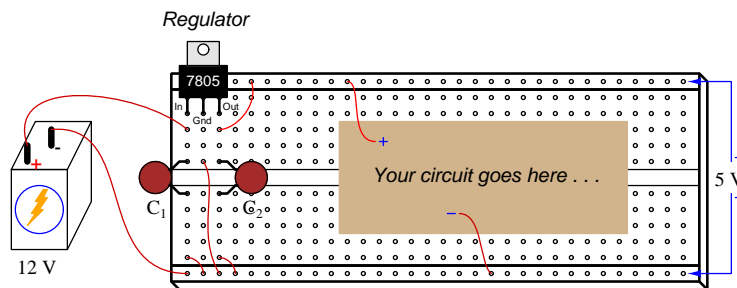 Regulator
7805
In
Out
Gnd
+
-
+
Your circuit goes here . . .
5 V
C1
C2
−
12 V